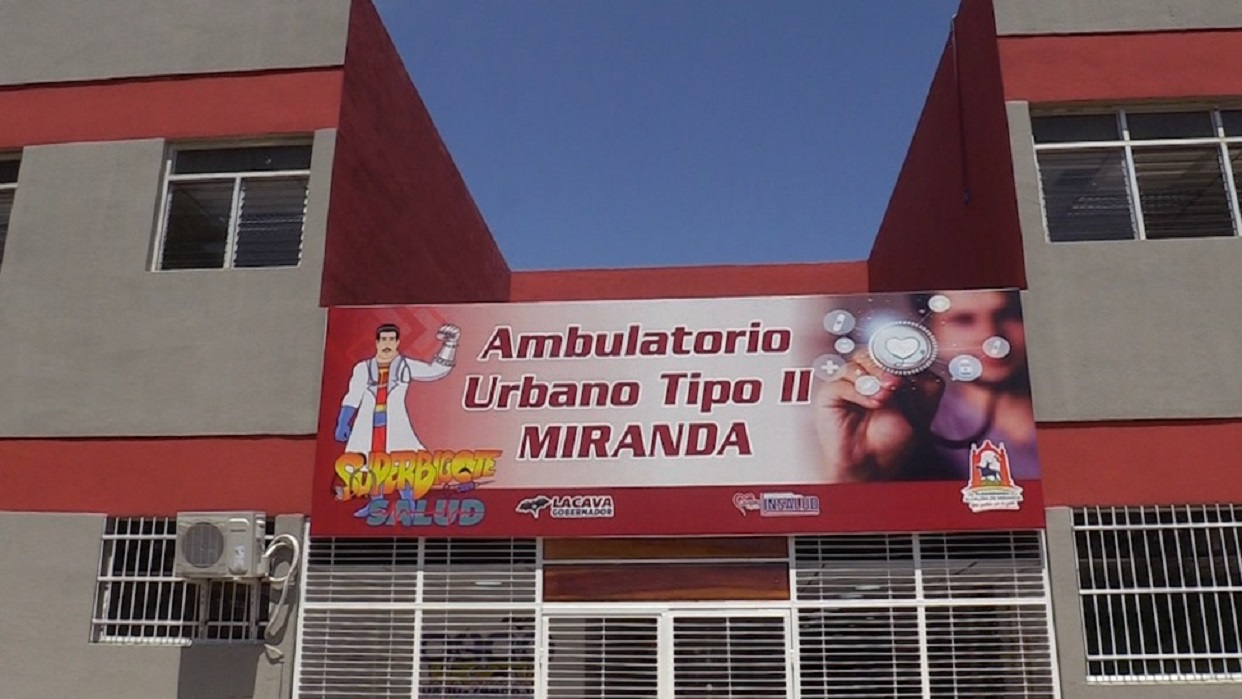 Ambulatorio
Urbano Tipo II
MIRANDA
SUPERBIGOTE
SALUD
LACAVA
GOBERNADOR
INSALUD